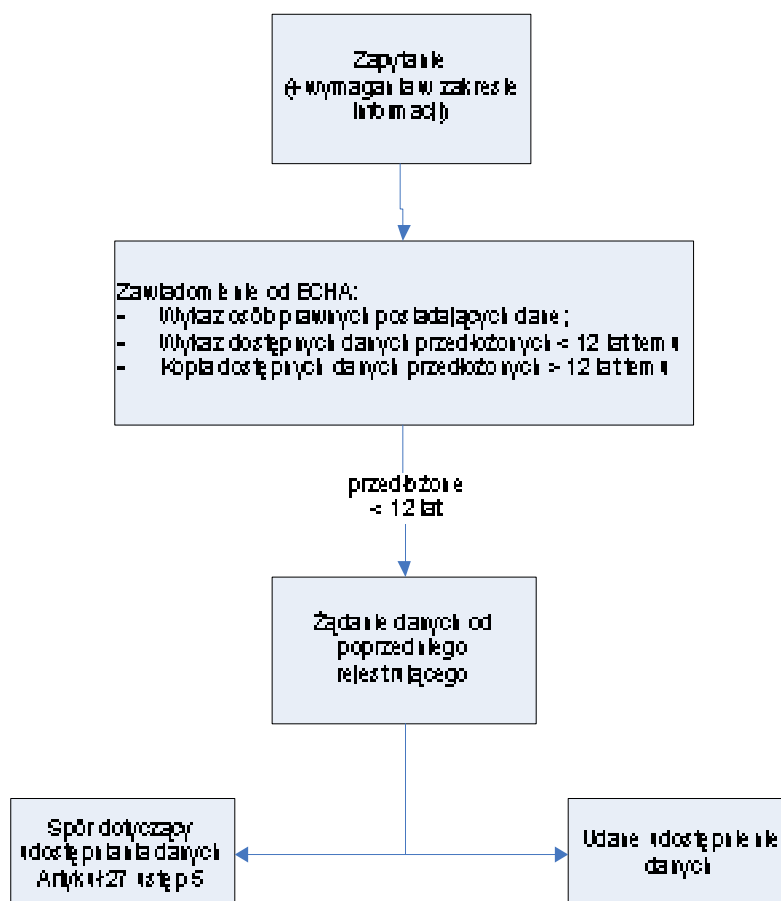 Zapytanie
(+ wymagania w zakresie
informacji)
Zawiadomienie od ECHA:
- Wykaz osób prawnych posiadających dane;
- Wykaz dostępnych danych przedłożonych < 12 lat temu
- Kopia dostępnych danych przedłożonych > 12 lat temu
przedłożone
< 12 lat
Żądanie danych od
poprzedniego
rejestrującego
Spór dotyczący
udostępniania danych
Artykuł 27 ustęp 5
Udane udostępnienie
danych